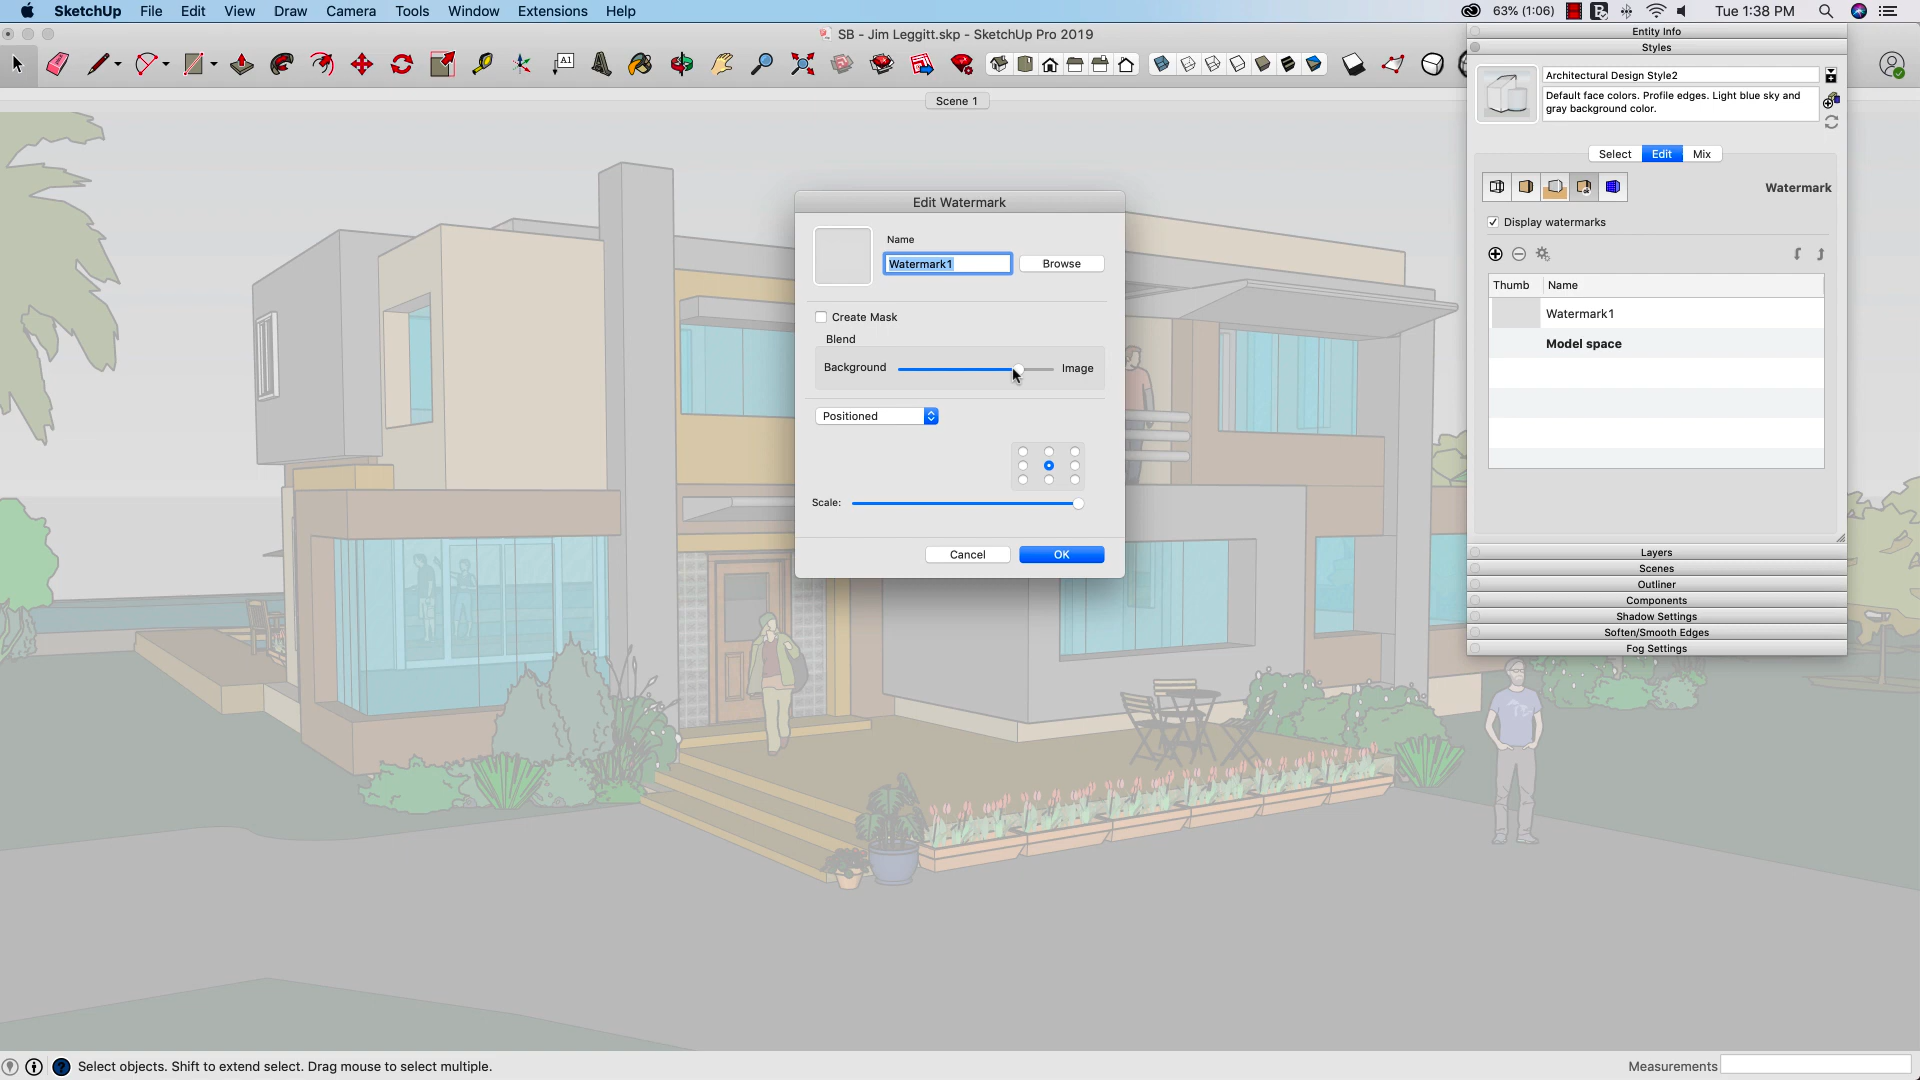 SketchUp File Edit View Draw Camera Tools Window Extensions Help 63% (1:06) Tue 1:38 PM
SB - Jim Leggitt.skp - SketchUp Pro 2019
A1
Scene 1
Entity Info
Styles
Architectural Design Style2
Default face colors. Profile edges. Light blue sky and
gray background color.
Select Edit Mix
Watermark
Display watermarks
Thumb Name
Watermark1
Model space
Layers
Scenes
Outliner
Components
Shadow Settings
Soften/Smooth Edges
Fog Settings
Edit Watermark
Name
Watermark1 Browse
Create Mask
Blend
Background Image
Positioned
Scale:
Cancel OK
Select objects. Shift to extend select. Drag mouse to select multiple.
Measurements